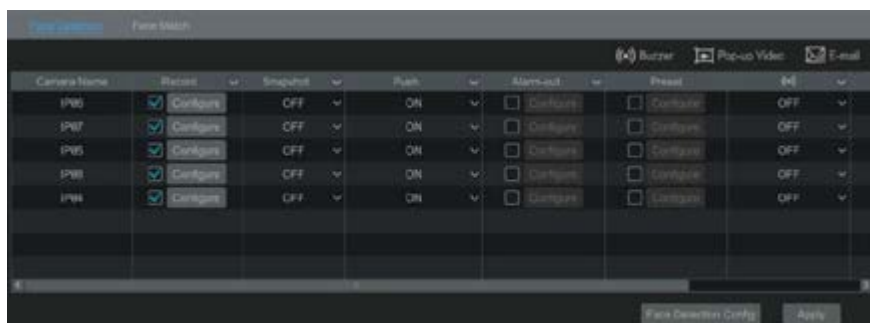 Face Detection Face Match
Buzzer Pop-up Video E-mail
Camera Name Record Snapshot Push Alarm-out Preset
Configure OFF ON Configure Configure OFF
IP07 Configure OFF ON Configure Configure OFF
Configure OFF ON Configure Configure OFF
Configure OFF ON Configure Configure OFF
Configure OFF ON Configure Configure OFF
Face Detection Config Apply